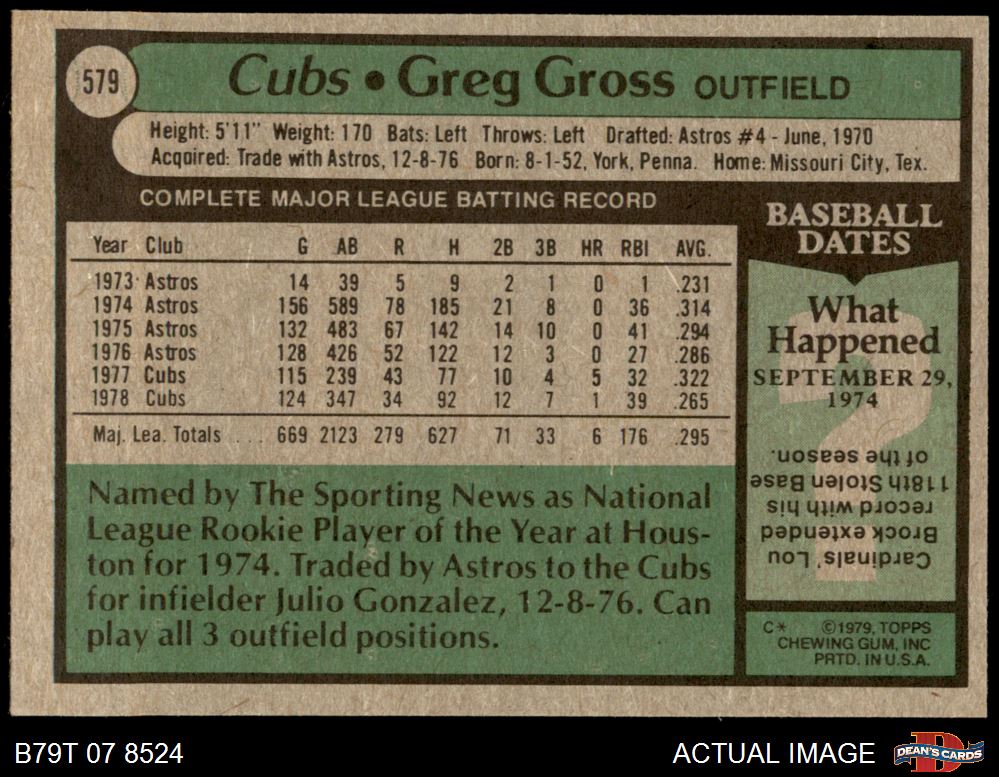 579
Cubs • Greg Gross OUTFIELD
Height: 5'11" Weight: 170 Bats: Left Throws: Left Drafted: Astros #4 - June, 1970
Acquired: Trade with Astros, 12-8-76 Born: 8-1-52, York, Penna. Home: Missouri City, Tex.
COMPLETE MAJOR LEAGUE BATTING RECORD
Year Club G AB R H 2B 3B HR RBI AVG.
1973 Astros 14 39 5 9 2 1 0 1 .231
1974 Astros 156 589 78 185 21 8 0 36 .314
1975 Astros 132 483 67 142 14 10 0 41 .294
1976 Astros 128 426 52 122 12 3 0 27 .286
1977 Cubs 115 239 43 77 10 4 5 32 .322
1978 Cubs 124 347 34 92 12 7 1 39 .265
Maj. Lea. Totals ... 669 2123 279 627 71 33 6 176 .295
Named by The Sporting News as National
League Rookie Player of the Year at Hous-
ton for 1974. Traded by Astros to the Cubs
for infielder Julio Gonzalez, 12-8-76. Can
play all 3 outfield positions.
BASEBALL
DATES
What
Happened
SEPTEMBER 29,
1974
?
Cardinals' Lou
Brock extended
record with his
118th Stolen Base
of the season.
C* ©1979, TOPPS
CHEWING GUM, INC
PRTD. IN U.S.A.
B79T 07 8524
ACTUAL IMAGE
D
DEAN'S CARDS